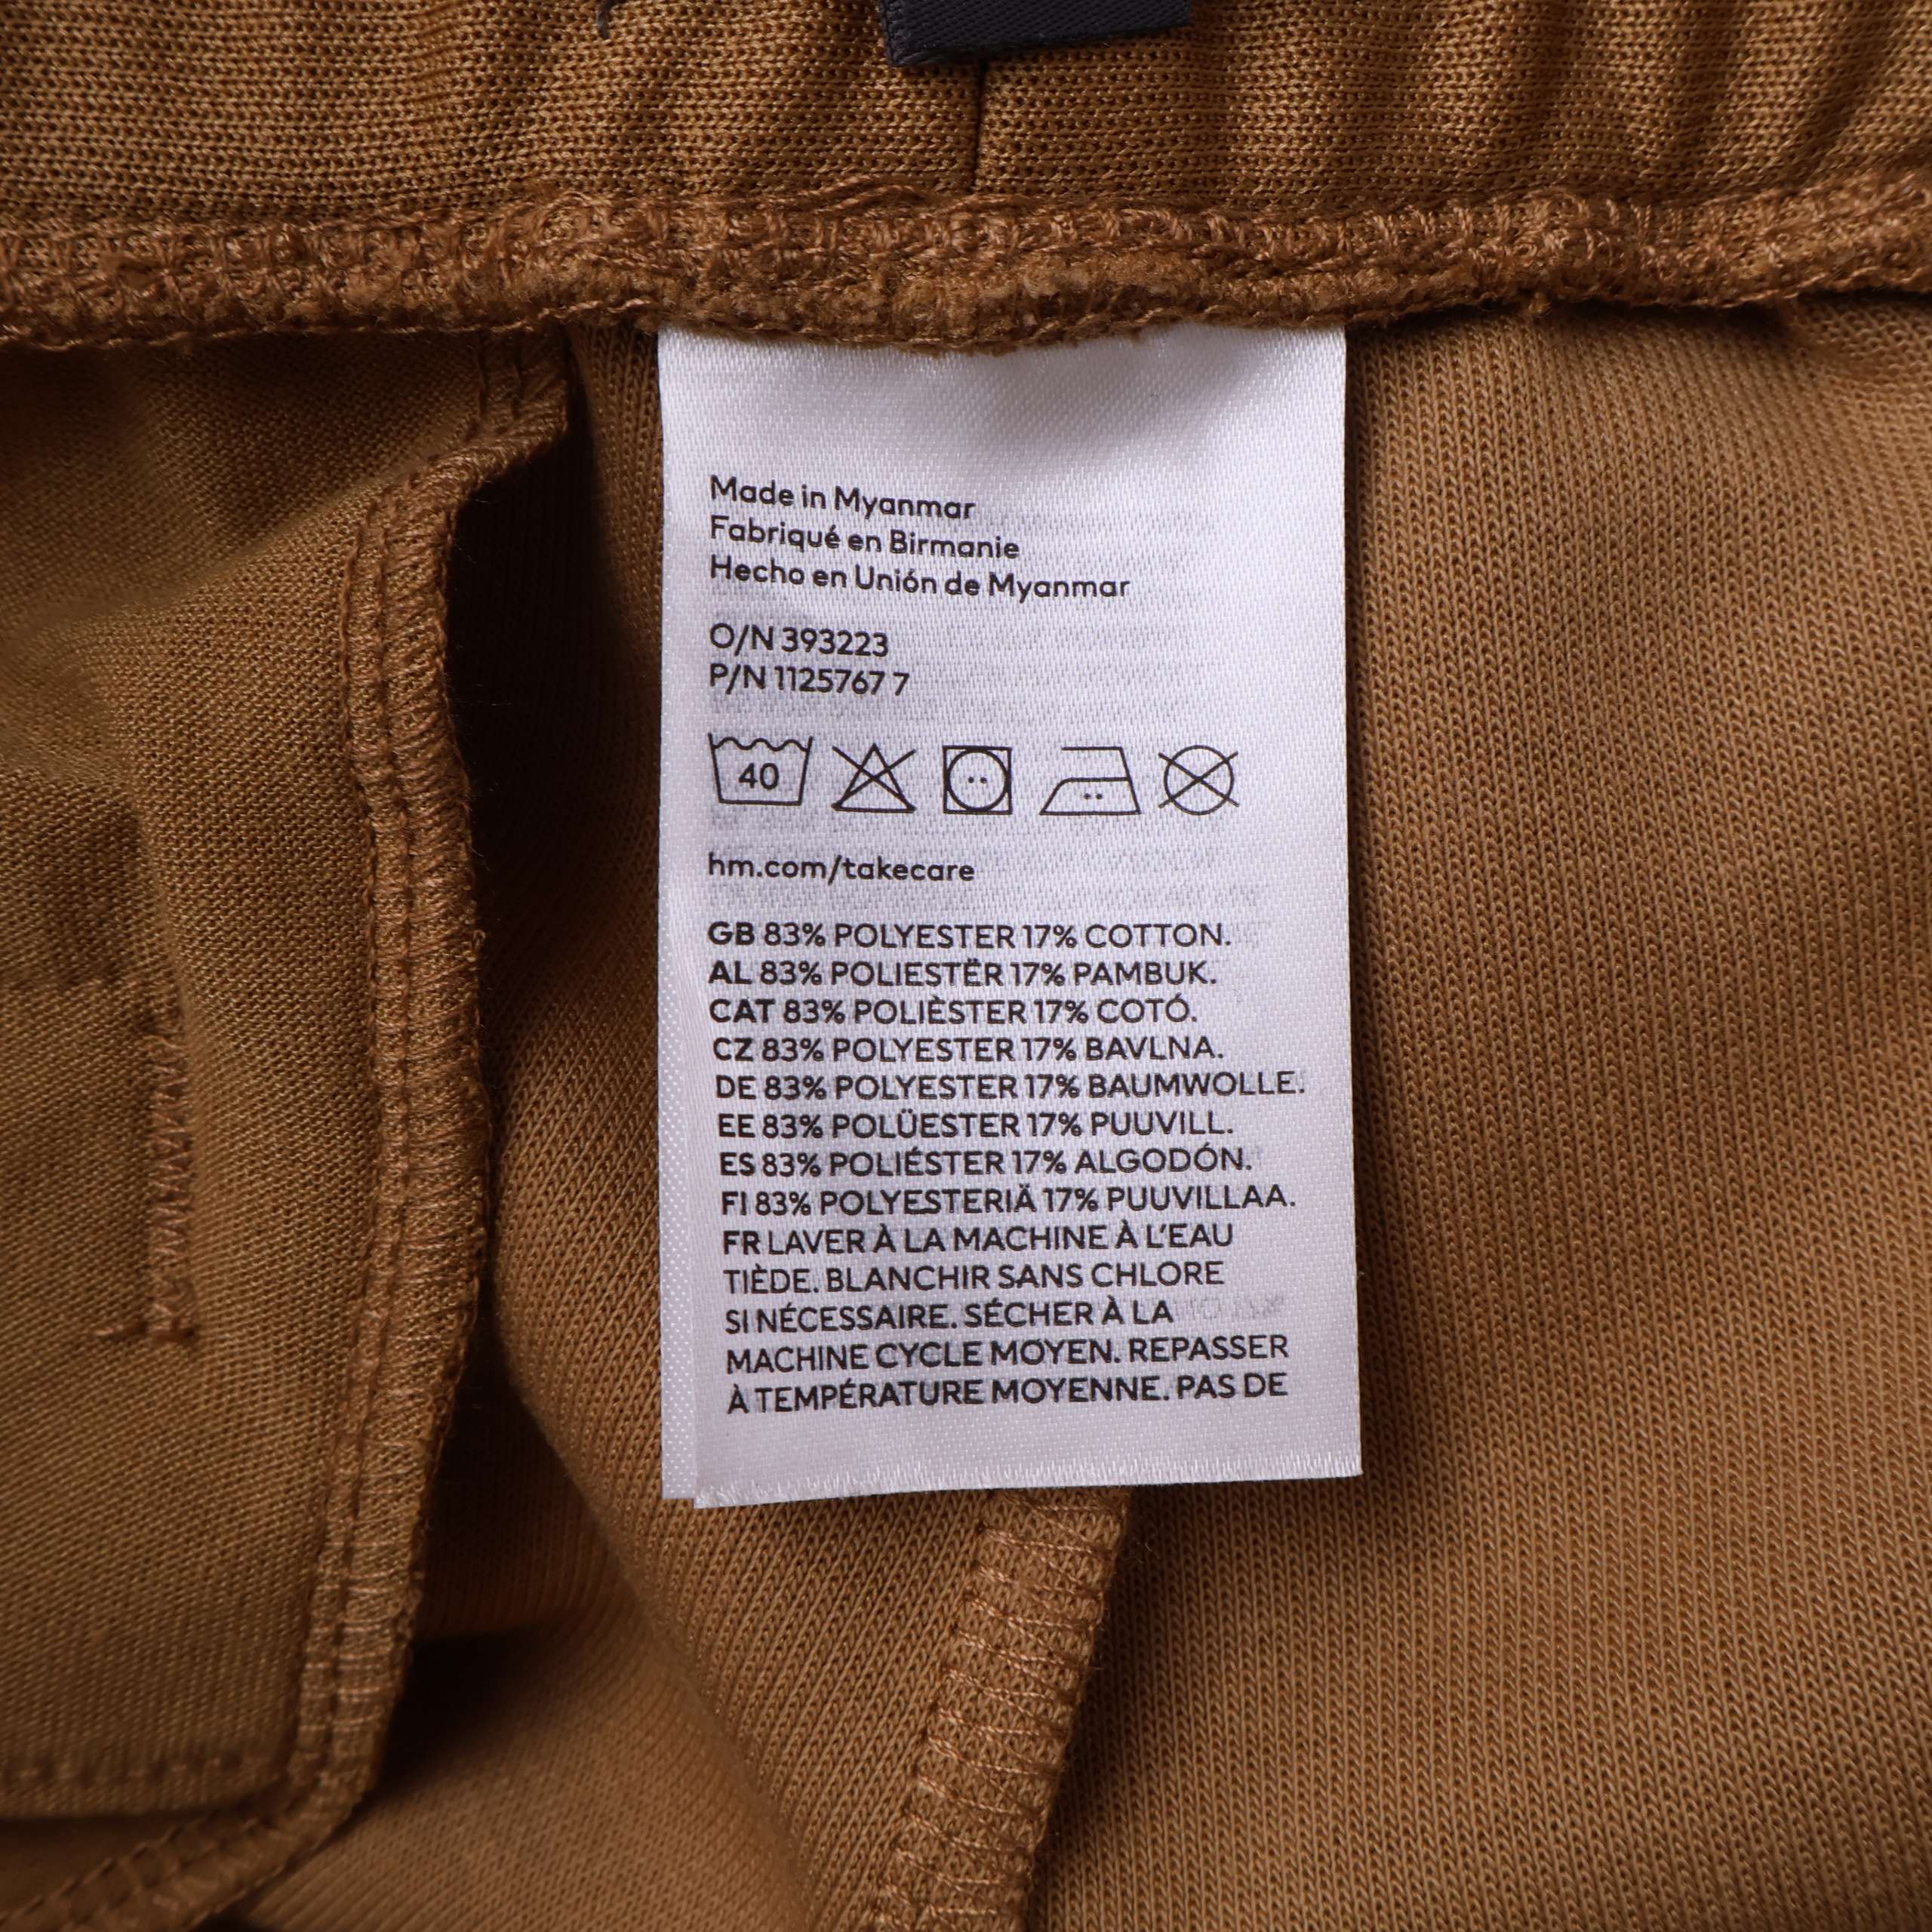 Made in Myanmar
Fabriqué en Birmanie
Hecho en Unión de Myanmar
O/N 393223
P/N 1125767 7
40
hm.com/takecare
GB 83% POLYESTER 17% COTTON.
AL 83% POLIESTËR 17% PAMBUK.
CAT 83% POLIÈSTER 17% COTÓ.
CZ 83% POLYESTER 17% BAVLNA.
DE 83% POLYESTER 17% BAUMWOLLE.
EE 83% POLÜESTER 17% PUUVILL.
ES 83% POLIÉSTER 17% ALGODÓN.
FI 83% POLYESTERIÄ 17% PUUVILLAA.
FR LAVER À LA MACHINE À L'EAU
TIÈDE. BLANCHIR SANS CHLORE
SI NÉCESSAIRE. SÉCHER À LA
MACHINE CYCLE MOYEN. REPASSER
À TEMPÉRATURE MOYENNE. PAS DE